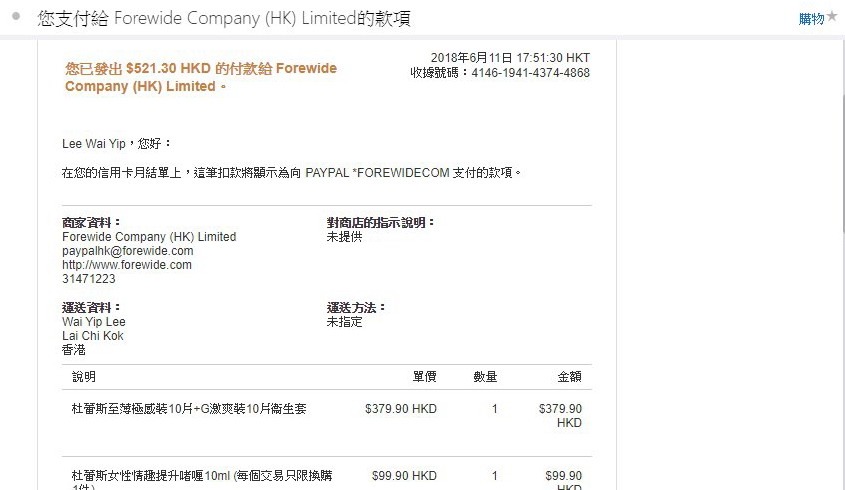 您支付給 Forewide Company (HK) Limited的款項
購物
您已發出 $521.30 HKD 的付款給 Forewide
Company (HK) Limited。
2018年6月11日 17:51:30 HKT
收據號碼：4146-1941-4374-4868
Lee Wai Yip，您好：
在您的信用卡月結單上，這筆扣款將顯示為向 PAYPAL *FOREWIDECOM 支付的款項。
商家資料：
Forewide Company (HK) Limited
paypalhk@forewide.com
http://www.forewide.com
31471223
對商店的指示說明：
未提供
運送資料：
Wai Yip Lee
Lai Chi Kok
香港
運送方法：
未指定
說明 單價 數量 金額
杜蕾斯至薄極感裝10片+G激爽裝10片衞生套 $379.90 HKD 1 $379.90
HKD
杜蕾斯女性情趣提升啫喱10ml (每個交易只限換購 $99.90 HKD 1 $99.90
1件) HKD